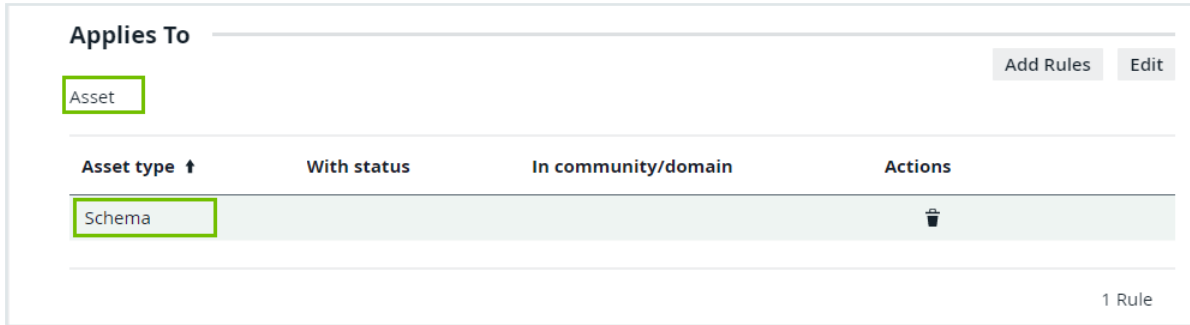 Applies To
Add Rules Edit
Asset
Asset type ↑ With status In community/domain Actions
Schema
1 Rule